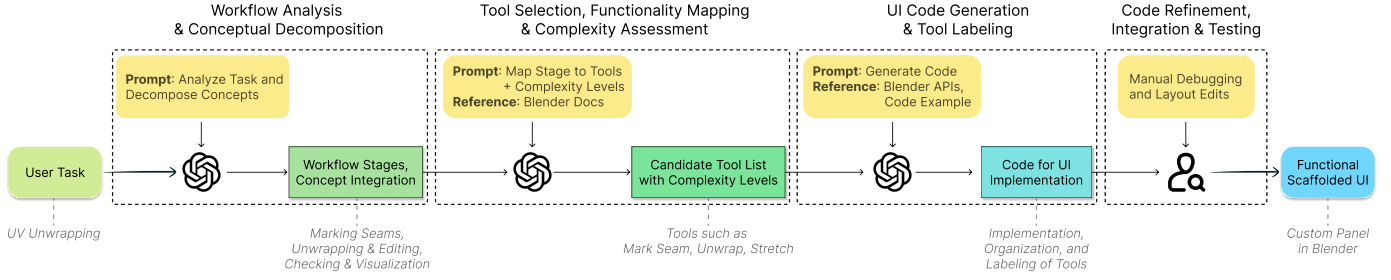 Workflow Analysis
& Conceptual Decomposition
Tool Selection, Functionality Mapping
& Complexity Assessment
UI Code Generation
& Tool Labeling
Code Refinement,
Integration & Testing
Prompt: Analyze Task and
Decompose Concepts
Prompt: Map Stage to Tools
+ Complexity Levels
Reference: Blender Docs
Prompt: Generate Code
Reference: Blender APIs,
Code Example
Manual Debugging
and Layout Edits
User Task
Workflow Stages,
Concept Integration
Candidate Tool List
with Complexity Levels
Code for UI
Implementation
Functional
Scaffolded UI
UV Unwrapping
Marking Seams,
Unwrapping & Editing,
Checking & Visualization
Tools such as
Mark Seam, Unwrap, Stretch
Implementation,
Organization, and
Labeling of Tools
Custom Panel
in Blender